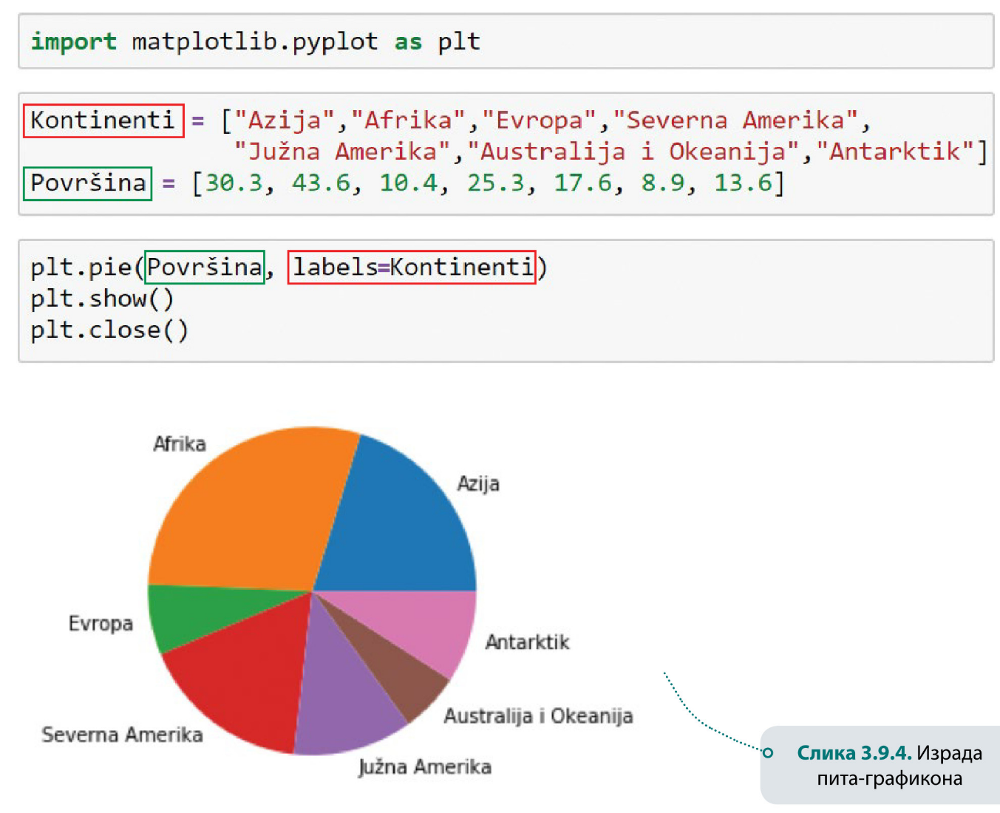 import matplotlib.pyplot as plt
Kontinenti = ["Azija","Afrika","Evropa","Severna Amerika",
"Južna Amerika","Australija i Okeanija","Antarktik"]
Površina = [30.3, 43.6, 10.4, 25.3, 17.6, 8.9, 13.6]
plt.pie(Površina, labels=Kontinenti)
plt.show()
plt.close()
Afrika
Azija
Evropa
Antarktik
Australija i Okeanija
Severna Amerika
Južna Amerika
Слика 3.9.4. Израда
пита-графикона